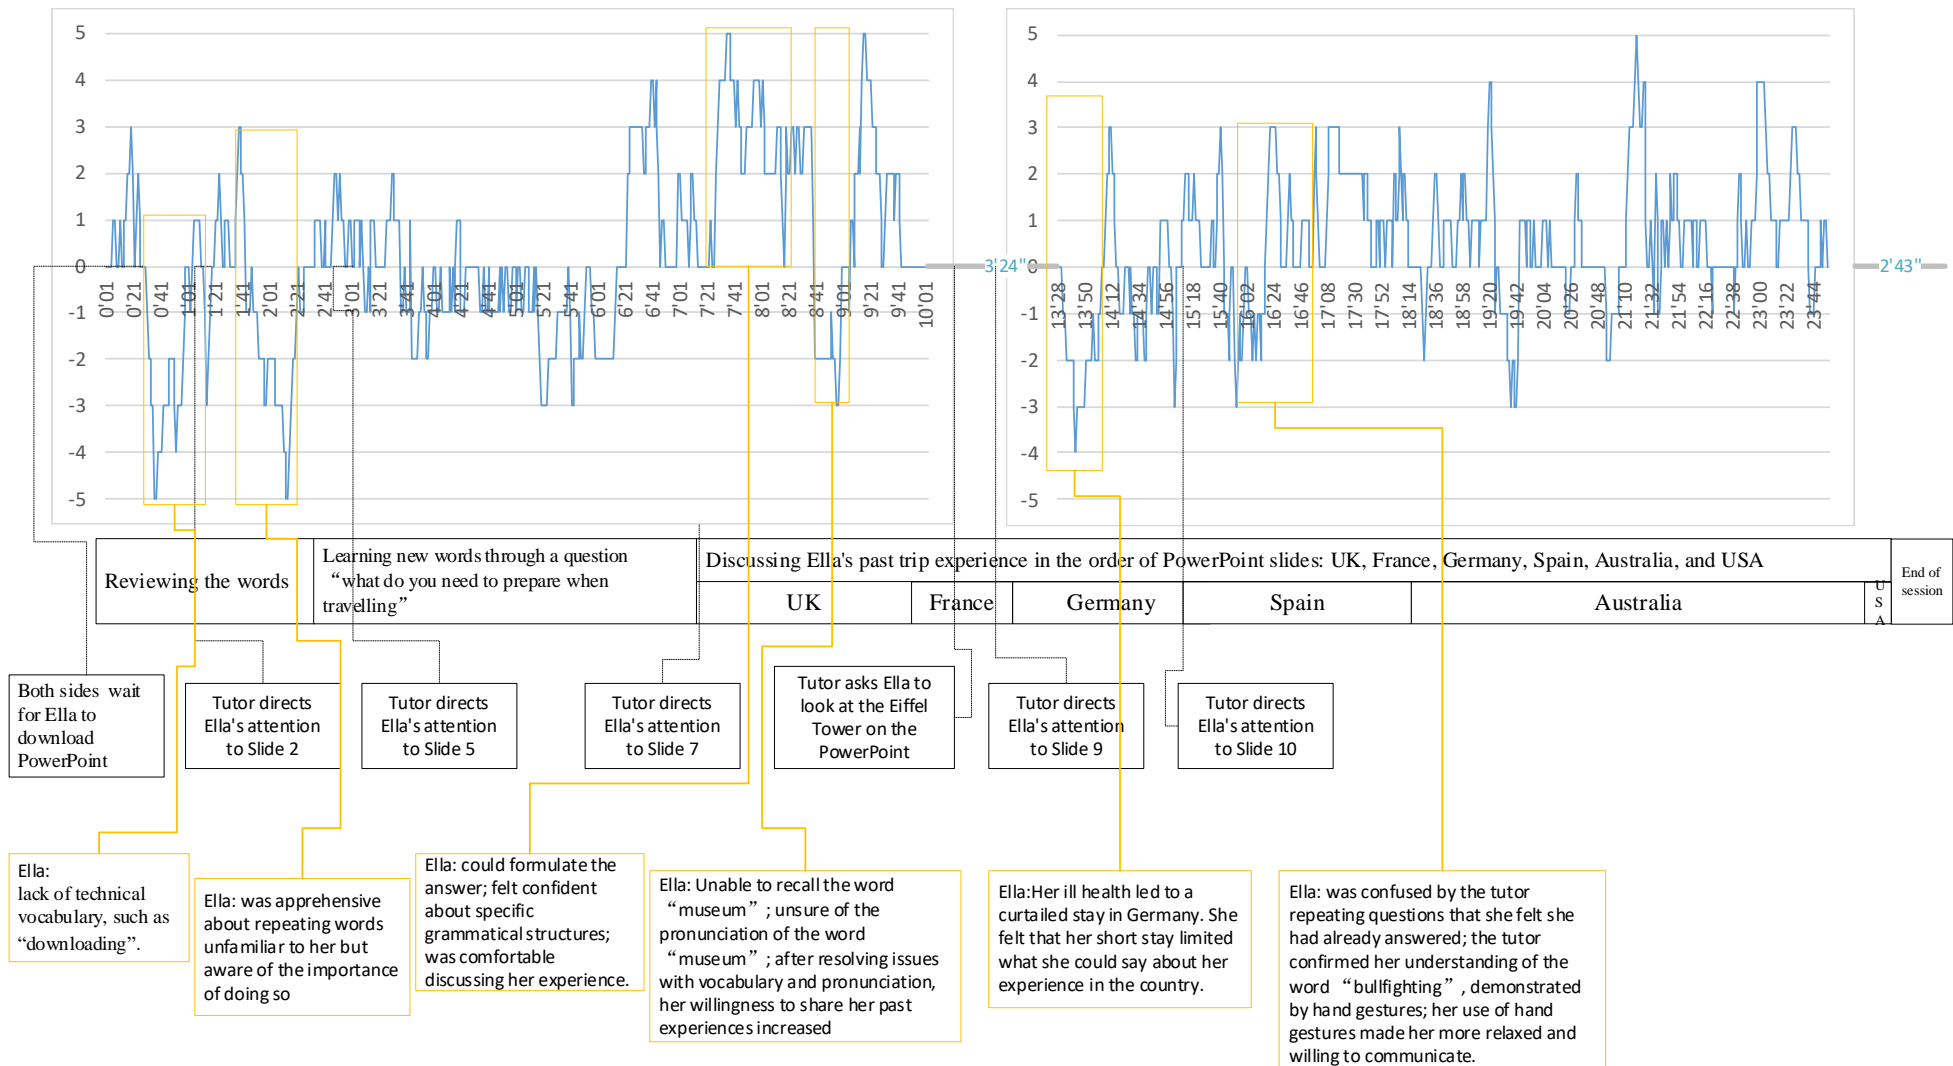 5
4
3
2
1
0
-1
-2
-3
-4
-5
0'01
0'21
0'41
1'01
1'21
1'41
2'01
2'21
2'41
3'01
3'21
3'41
4'01
4'21
4'41
5'01
5'21
5'41
6'01
6'21
6'41
7'01
7'21
7'41
8'01
8'21
8'41
9'01
9'21
9'41
10'01
3'24"
5
4
3
2
1
0
-1
-2
-3
-4
-5
13'28
13'50
14'12
14'34
14'56
15'18
15'40
16'02
16'24
16'46
17'08
17'30
17'52
18'14
18'36
18'58
19'20
19'42
20'04
20'26
20'48
21'10
21'32
21'54
22'16
22'38
23'00
23'22
23'44
2'43"
Reviewing the words
Learning new words through a question
“what do you need to prepare when
travelling”
Discussing Ella's past trip experience in the order of PowerPoint slides: UK, France, Germany, Spain, Australia, and USA
UK
France
Germany
Spain
Australia
U
S
A
End of
session
Both sides wait
for Ella to
download
PowerPoint
Tutor directs
Ella's attention
to Slide 2
Tutor directs
Ella's attention
to Slide 5
Tutor directs
Ella's attention
to Slide 7
Tutor asks Ella to
look at the Eiffel
Tower on the
PowerPoint
Tutor directs
Ella's attention
to Slide 9
Tutor directs
Ella's attention
to Slide 10
Ella:
lack of technical
vocabulary, such as
“downloading”.
Ella: was apprehensive
about repeating words
unfamiliar to her but
aware of the importance
of doing so
Ella: could formulate the
answer; felt confident
about specific
grammatical structures;
was comfortable
discussing her experience.
Ella: Unable to recall the word
“museum”; unsure of the
pronunciation of the word
“museum”; after resolving issues
with vocabulary and pronunciation,
her willingness to share her past
experiences increased
Ella:Her ill health led to a
curtailed stay in Germany. She
felt that her short stay limited
what she could say about her
experience in the country.
Ella: was confused by the tutor
repeating questions that she felt she
had already answered; the tutor
confirmed her understanding of the
word “bullfighting”, demonstrated
by hand gestures; her use of hand
gestures made her more relaxed and
willing to communicate.